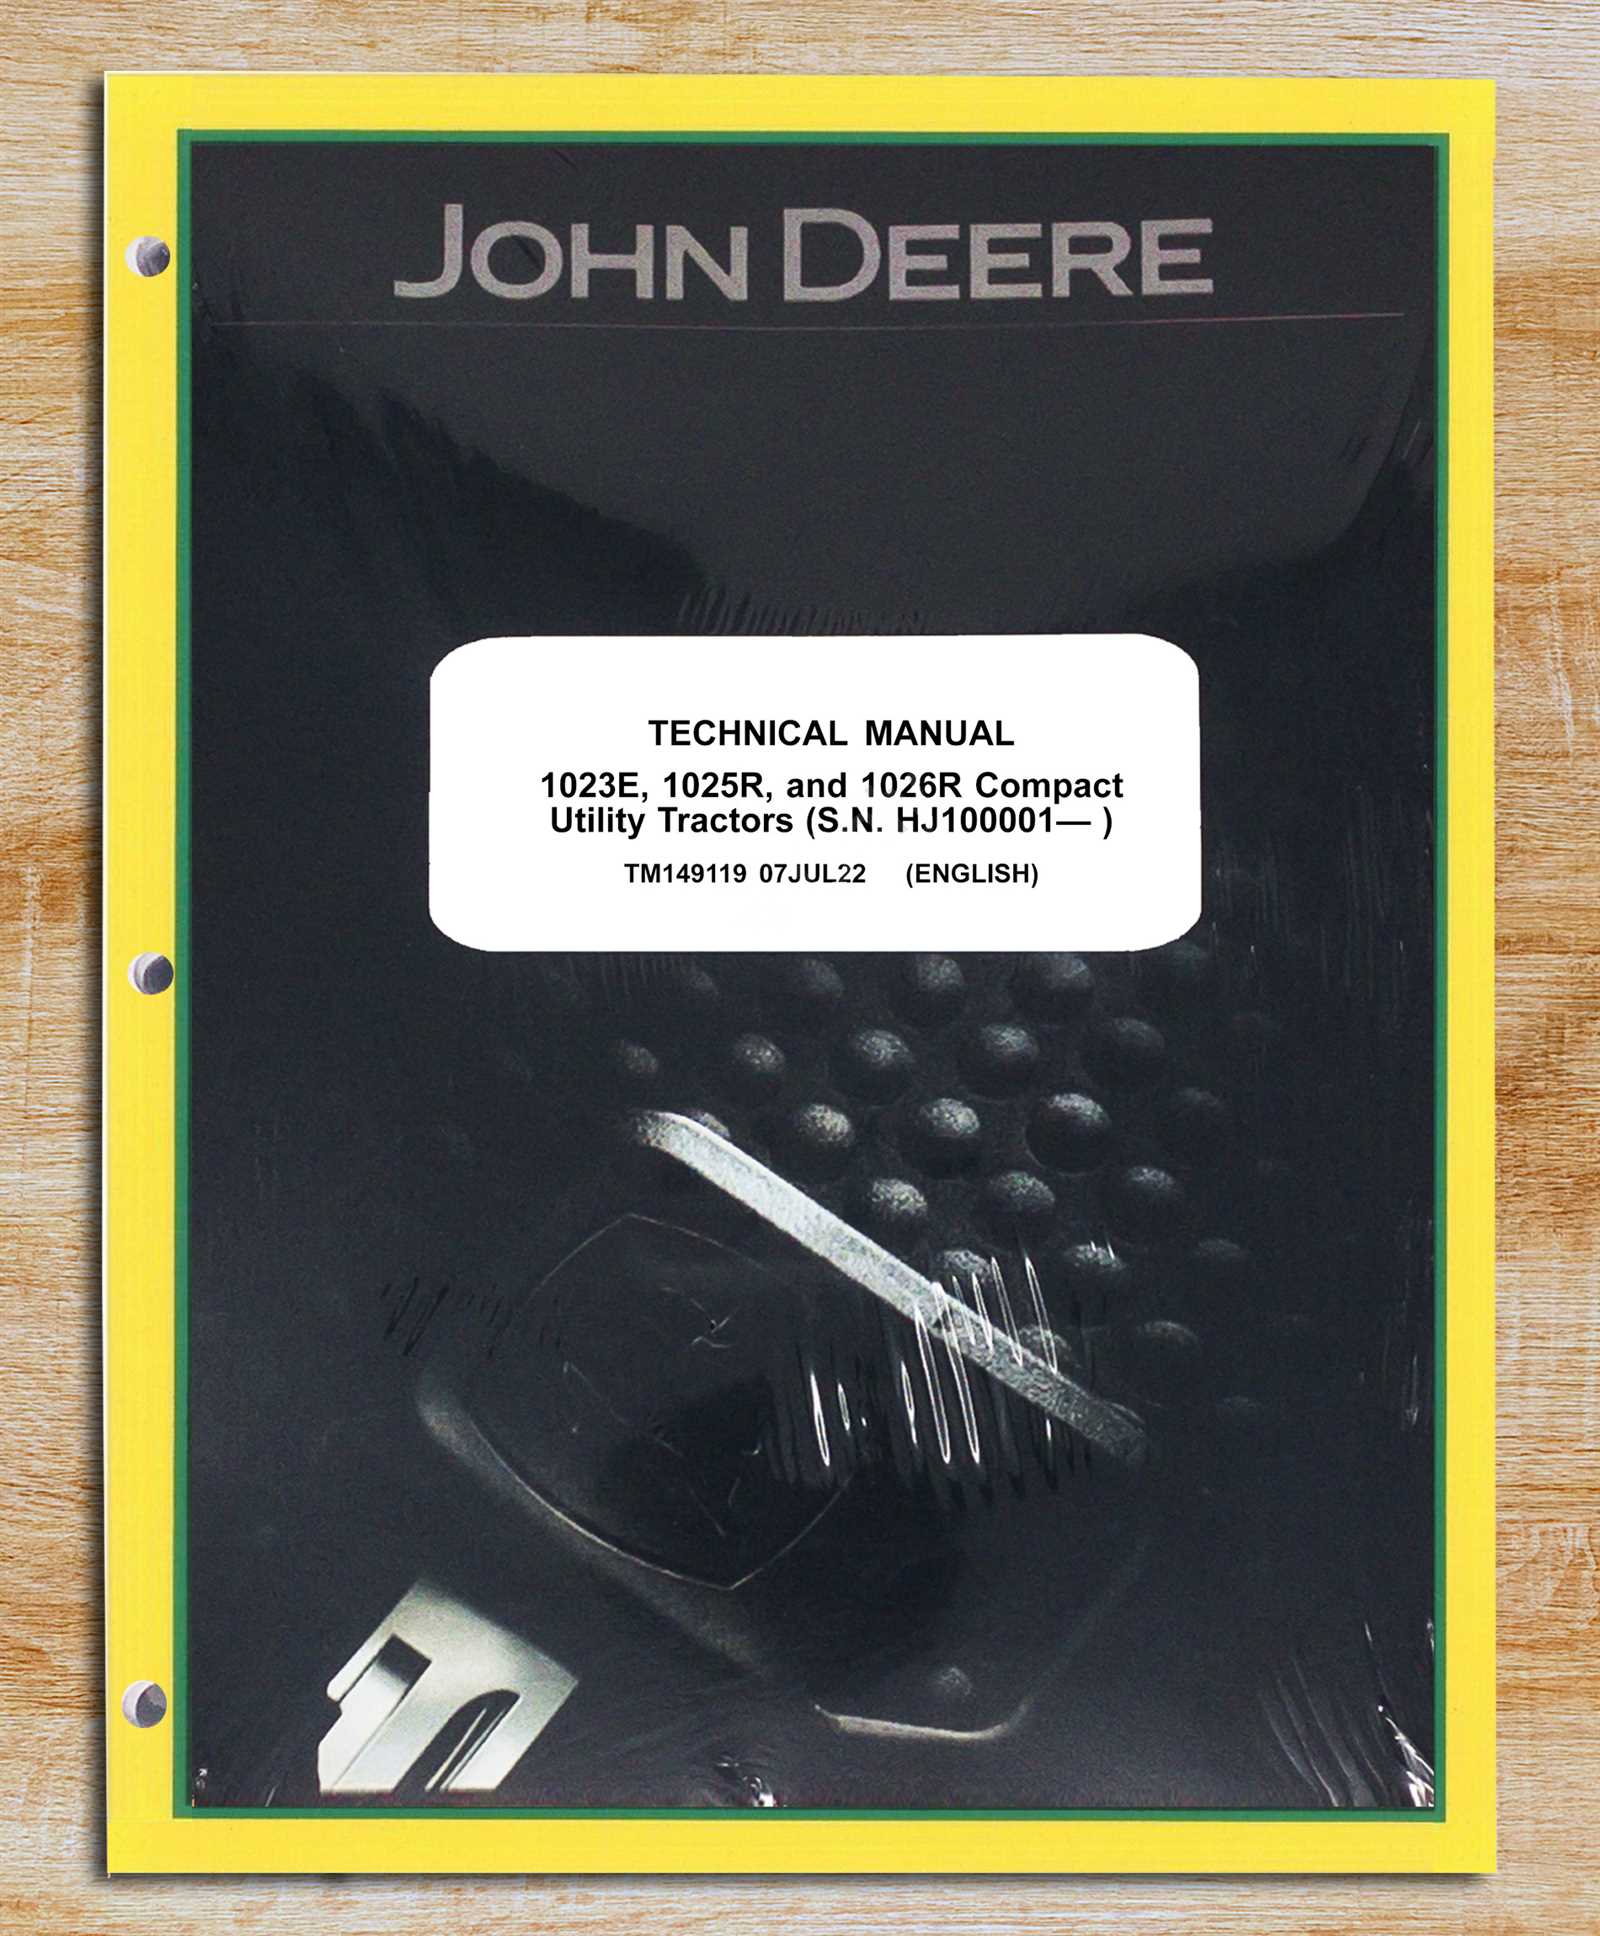 JOHN DEERE
TECHNICAL MANUAL
1023E, 1025R, and 1026R Compact
Utility Tractors (S.N. HJ100001— )
TM149119 07JUL22 (ENGLISH)